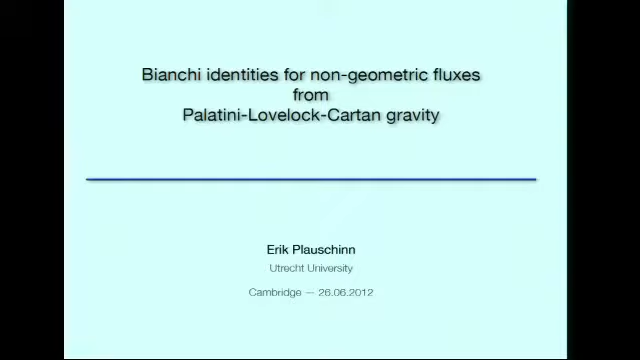 Bianchi identities for non-geometric fluxes
from
Palatini-Lovelock-Cartan gravity
Erik Plauschinn
Utrecht University
Cambridge — 26.06.2012